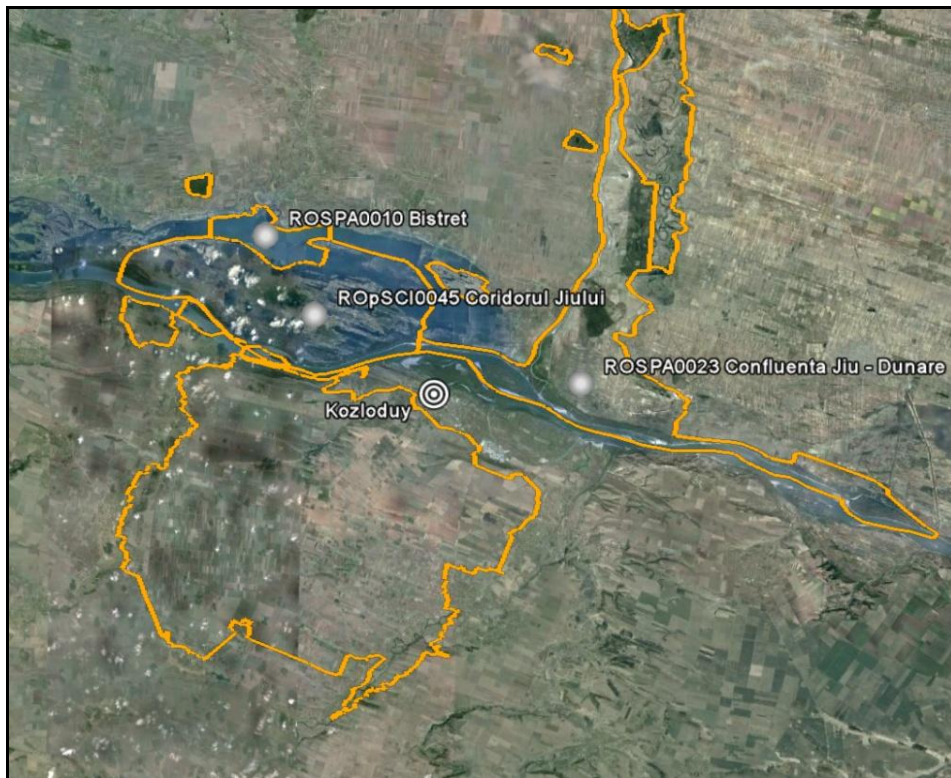 ROSPA0010 Bistret
ROpSCI0045 Coridorul Jiului
ROSPA0023 Confluenta Jiu - Dunare
Kozloduy